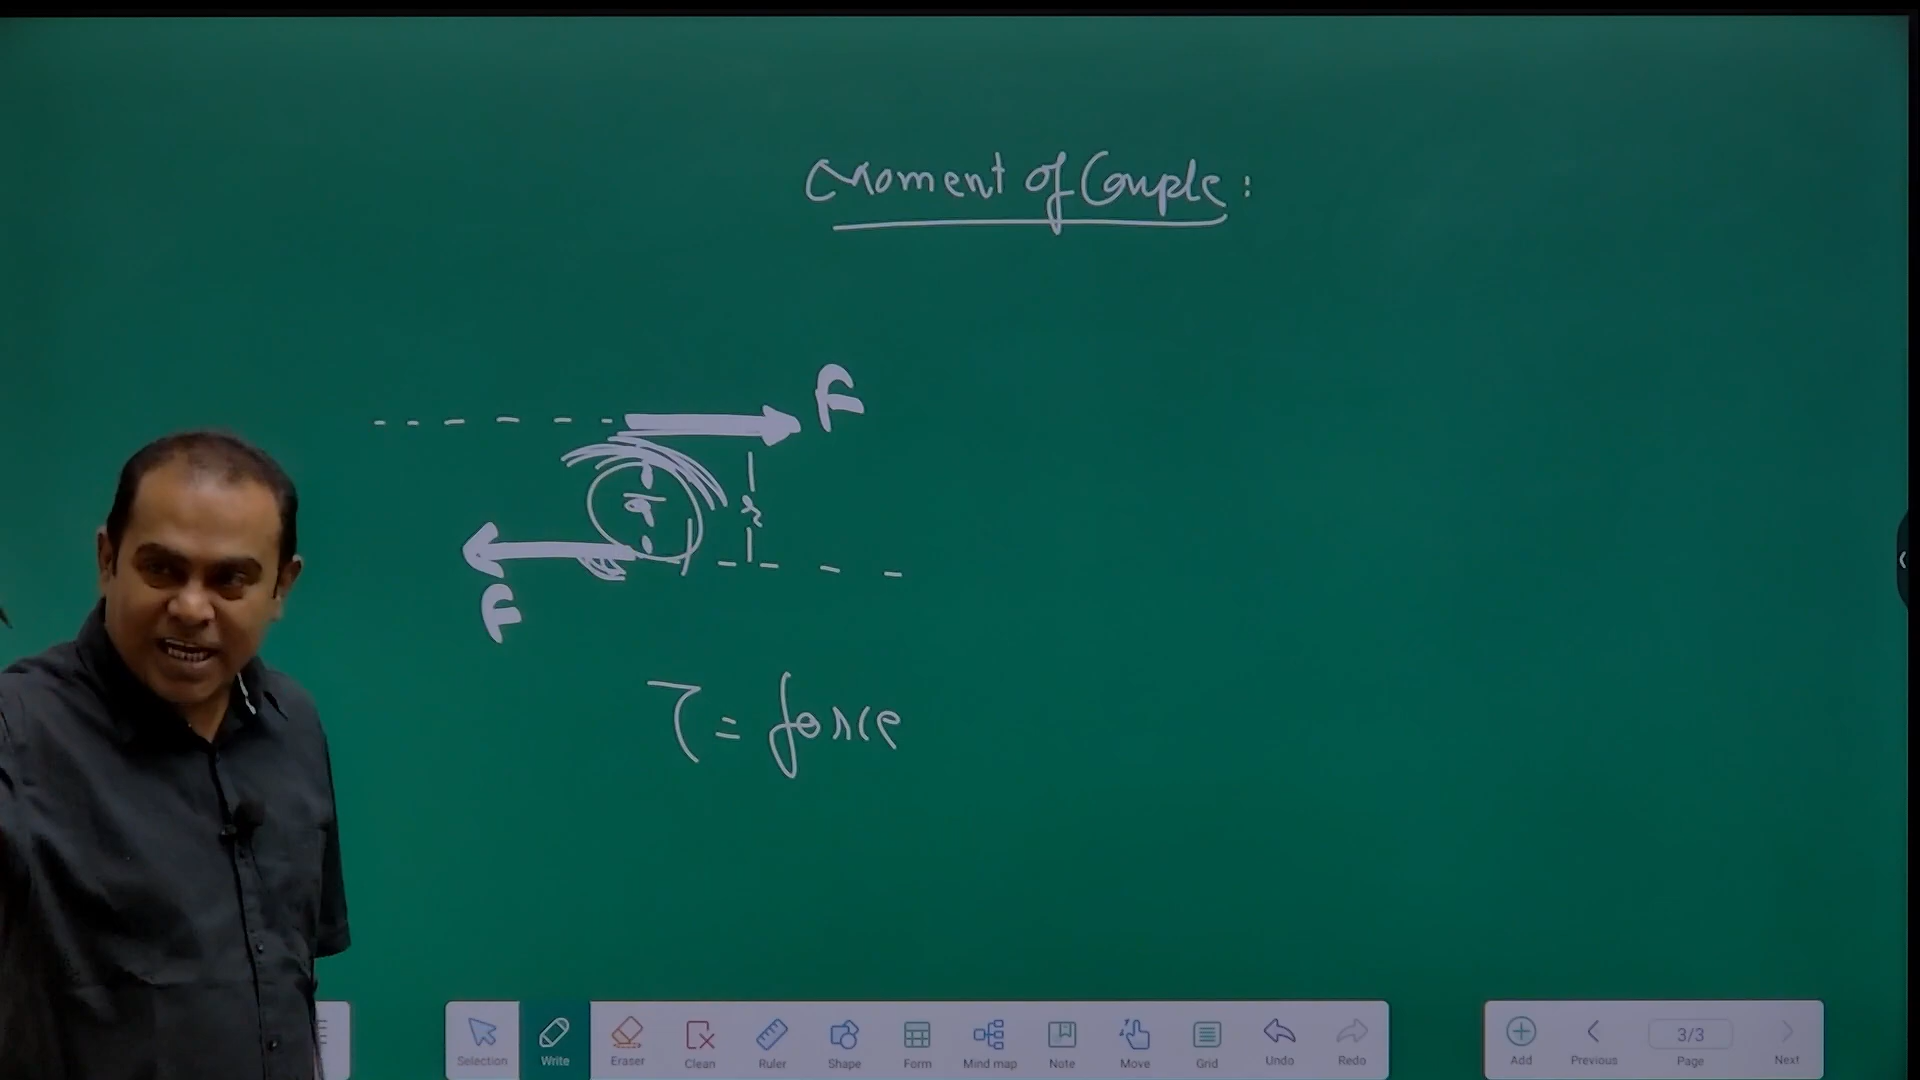 Moment of Couple :
F
r
F
τ = force
Selection
Write
Eraser
Clean
Ruler
Shape
Form
Mind map
Note
Move
Grid
Undo
Redo
Add
Previous
3/3
Page
Next